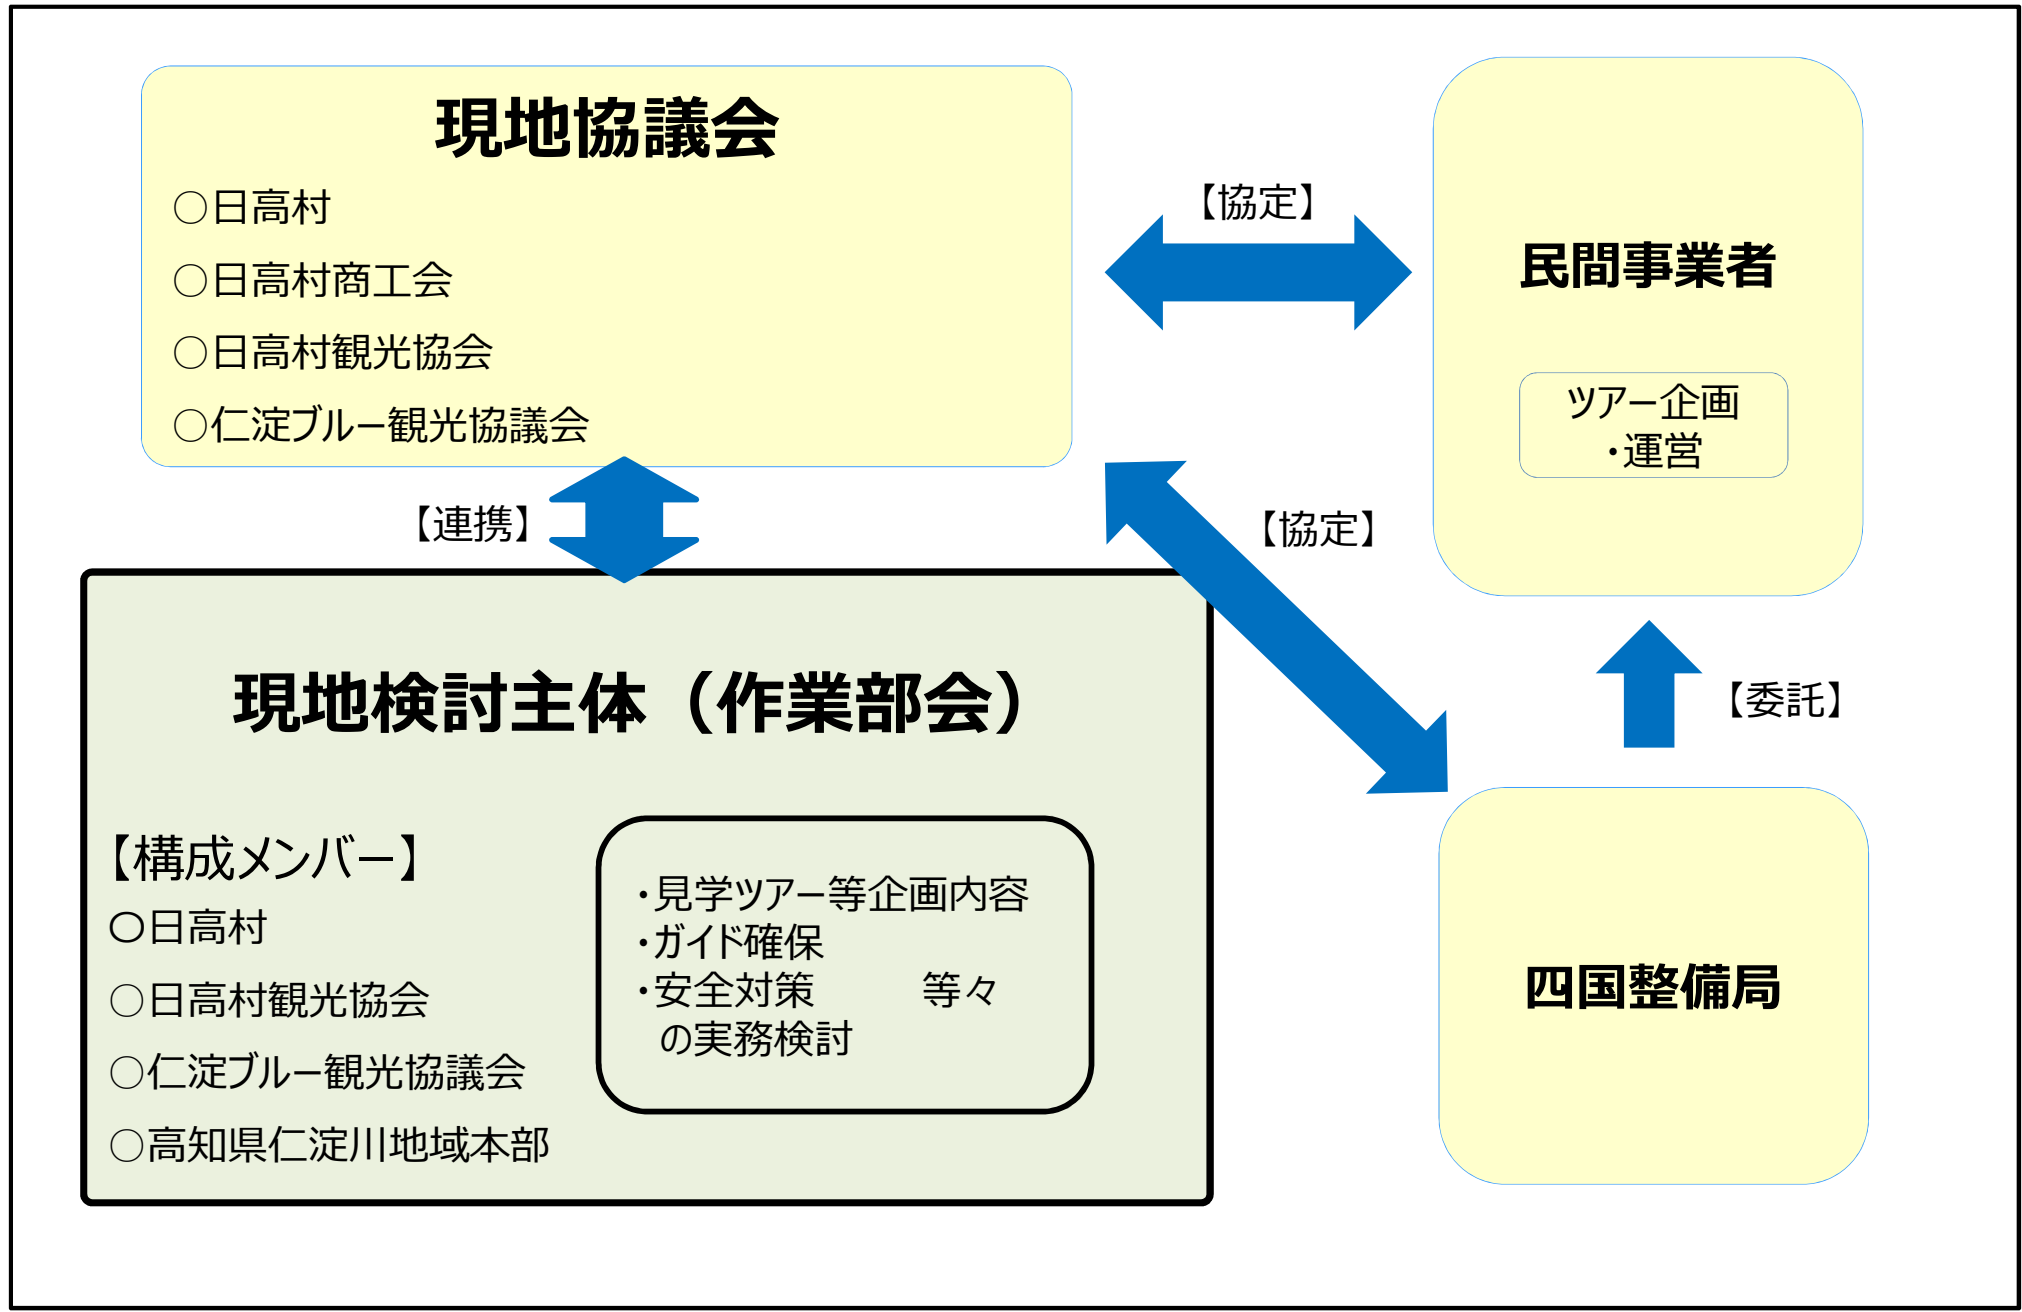 現地協議会
○日高村
○日高村商工会
○日高村観光協会
○仁淀ブルー観光協議会
【協定】
民間事業者
ツアー企画
・運営
【連携】
【協定】
現地検討主体（作業部会）
【構成メンバー】
〇日高村
○日高村観光協会
○仁淀ブルー観光協議会
○高知県仁淀川地域本部
・見学ツアー等企画内容
・ガイド確保
・安全対策　　等々
の実務検討
【委託】
四国整備局